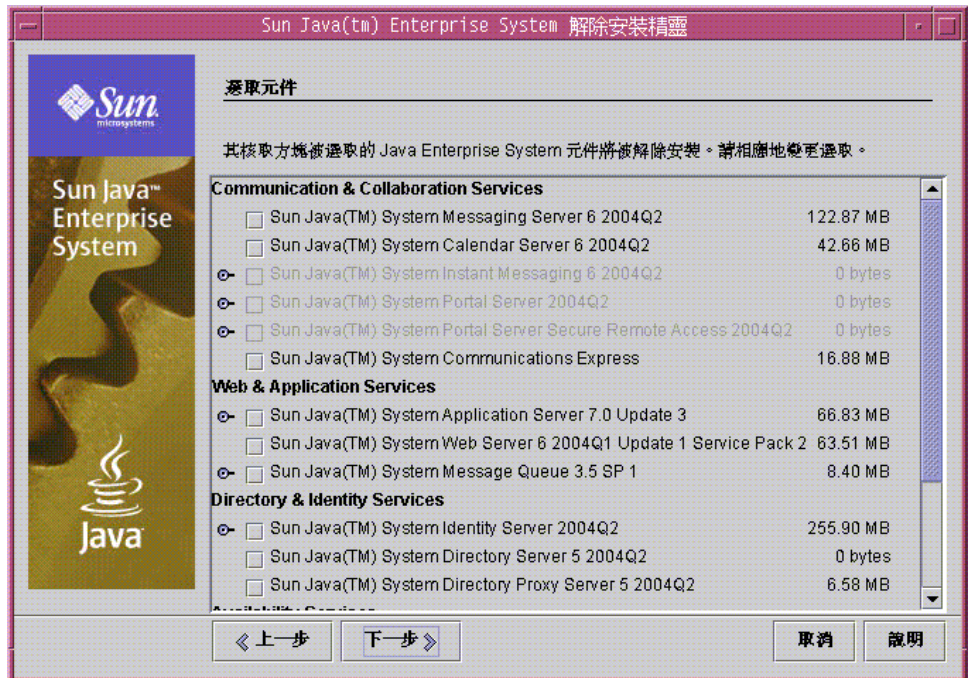 Sun Java(tm) Enterprise System 解除安裝精靈
Sun
microsystems
Sun Java™
Enterprise
System
Java
選取元件
其核取方塊被選取的 Java Enterprise System 元件將被解除安裝。請相應地變更選取。
Communication & Collaboration Services
Sun Java(TM) System Messaging Server 6 2004Q2 122.87 MB
Sun Java(TM) System Calendar Server 6 2004Q2 42.66 MB
Sun Java(TM) System Instant Messaging 6 2004Q2 0 bytes
Sun Java(TM) System Portal Server 2004Q2 0 bytes
Sun Java(TM) System Portal Server Secure Remote Access 2004Q2 0 bytes
Sun Java(TM) System Communications Express 16.88 MB
Web & Application Services
Sun Java(TM) System Application Server 7.0 Update 3 66.83 MB
Sun Java(TM) System Web Server 6 2004Q1 Update 1 Service Pack 2 63.51 MB
Sun Java(TM) System Message Queue 3.5 SP 1 8.40 MB
Directory & Identity Services
Sun Java(TM) System Identity Server 2004Q2 255.90 MB
Sun Java(TM) System Directory Server 5 2004Q2 0 bytes
Sun Java(TM) System Directory Proxy Server 5 2004Q2 6.58 MB
Availability Services
上一步 下一步 取消 說明